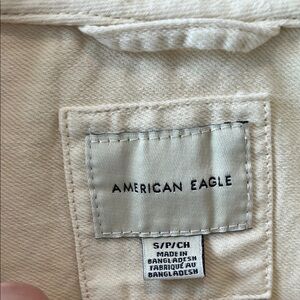 AMERICAN EAGLE
S/P/CH
MADE IN
BANGLADESH
FABRIQUÉ AU
BANGLADESH